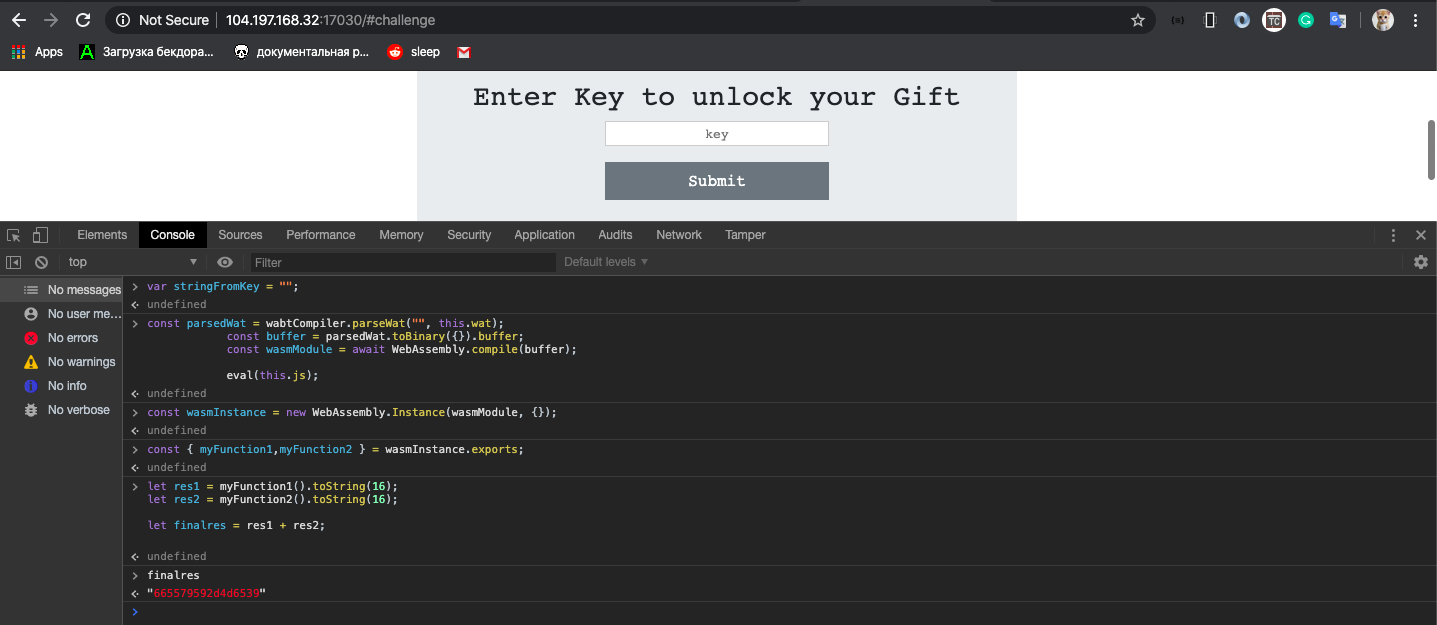 Not Secure | 104.197.168.32:17030/#challenge
Apps Загрузка бекдора... документальная р... sleep
Enter Key to unlock your Gift
key
Submit
Elements Console Sources Performance Memory Security Application Audits Network Tamper
top Filter Default levels
No messages
No user me...
No errors
No warnings
No info
No verbose
> var stringFromKey = "";
undefined
> const parsedWat = wabtCompiler.parseWat("", this.wat);
const buffer = parsedWat.toBinary({}).buffer;
const wasmModule = await WebAssembly.compile(buffer);
eval(this.js);
undefined
> const wasmInstance = new WebAssembly.Instance(wasmModule, {});
undefined
> const { myFunction1,myFunction2 } = wasmInstance.exports;
undefined
> let res1 = myFunction1().toString(16);
let res2 = myFunction2().toString(16);
let finalres = res1 + res2;
undefined
> finalres
"665579592d4d6539"
>